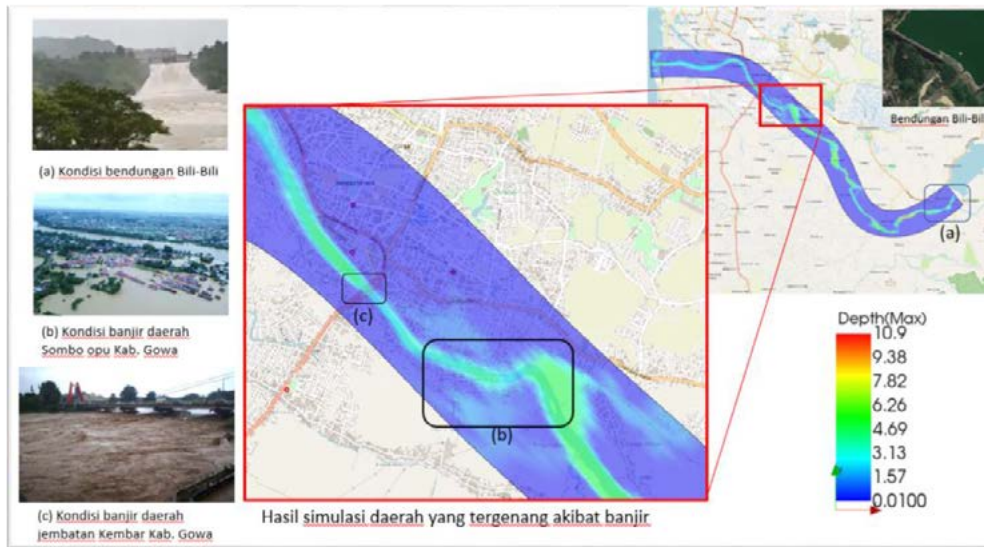 (a) Kondisi bendungan Bili-Bili
(b) Kondisi banjir daerah
Sombo opu Kab. Gowa
(c) Kondisi banjir daerah
jembatan Kembar Kab. Gowa
(c)
(b)
Hasil simulasi daerah yang tergenang akibat banjir
Bendungan Bili-Bili
(a)
Depth(Max)
10.9
9.38
7.82
6.26
4.69
3.13
1.57
0.0100